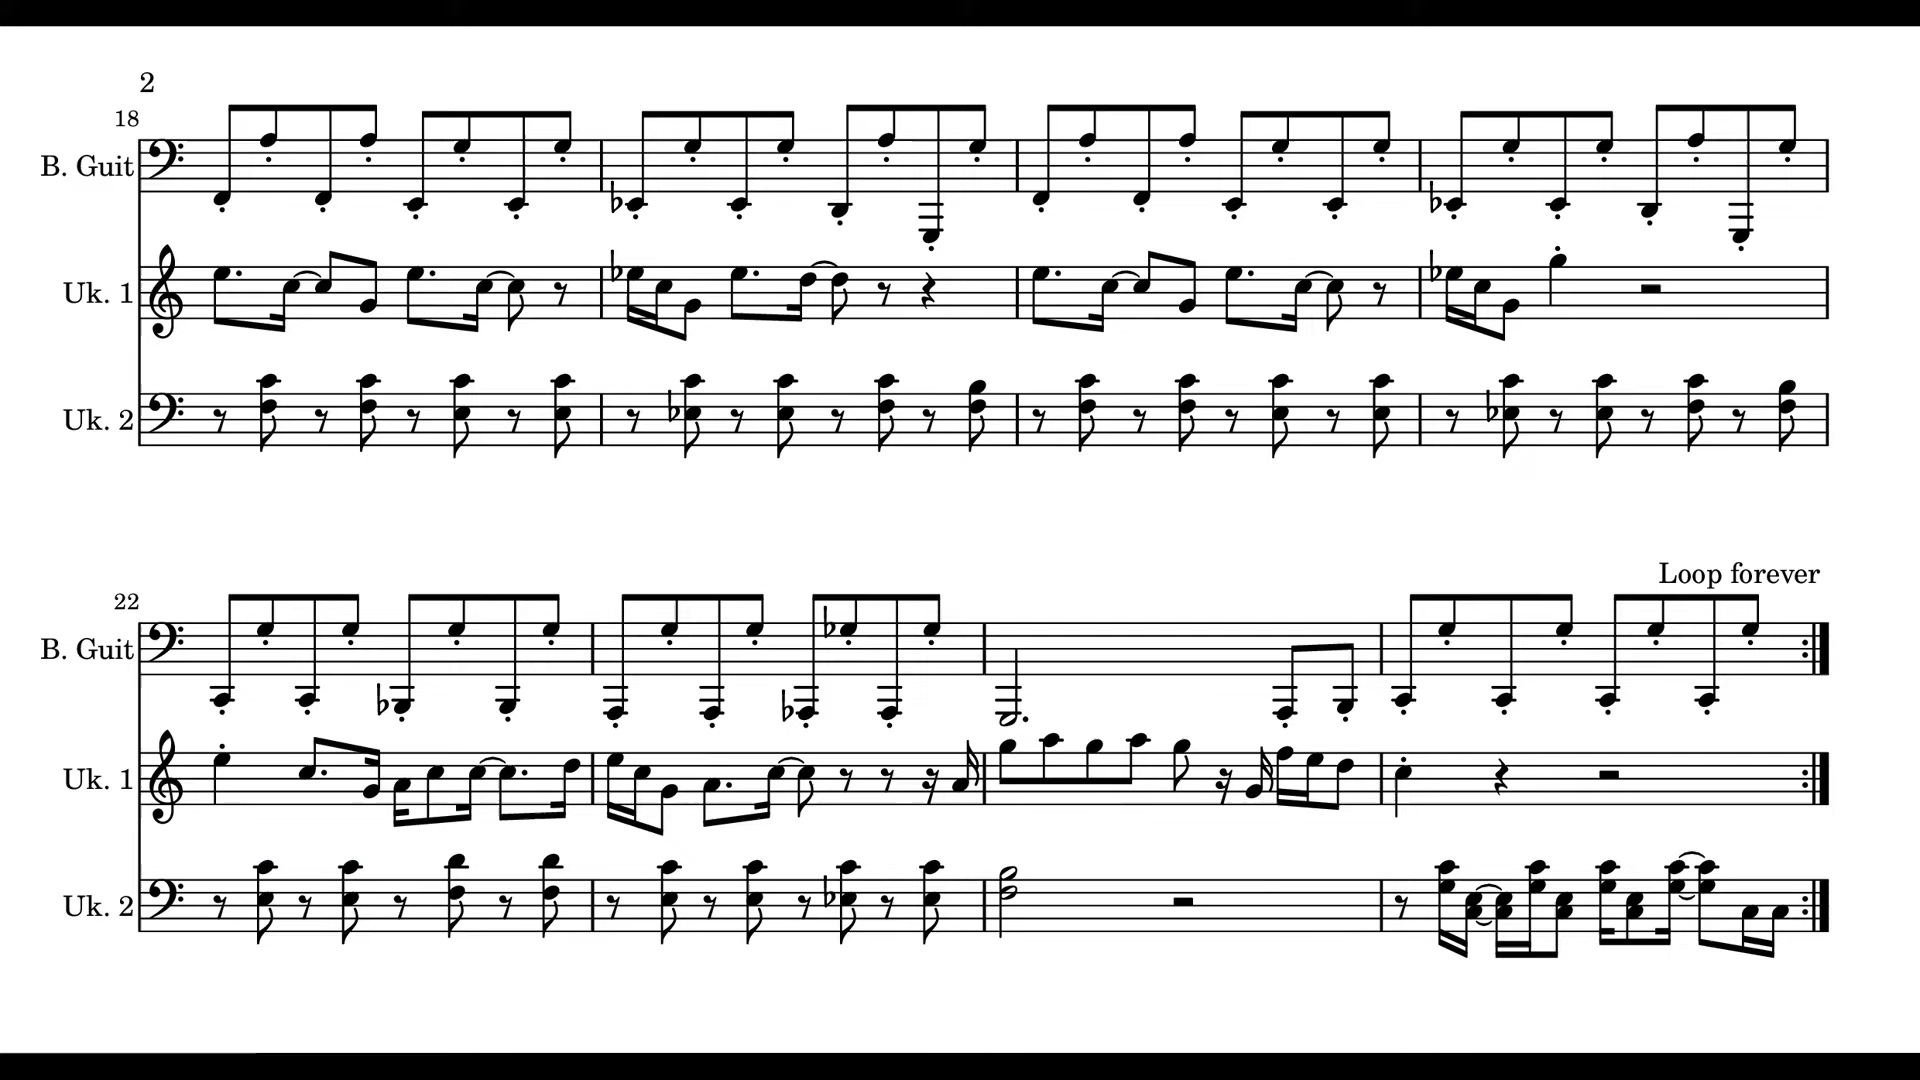 2
18
B. Guit
Uk. 1
Uk. 2
Loop forever
22
B. Guit
Uk. 1
Uk. 2